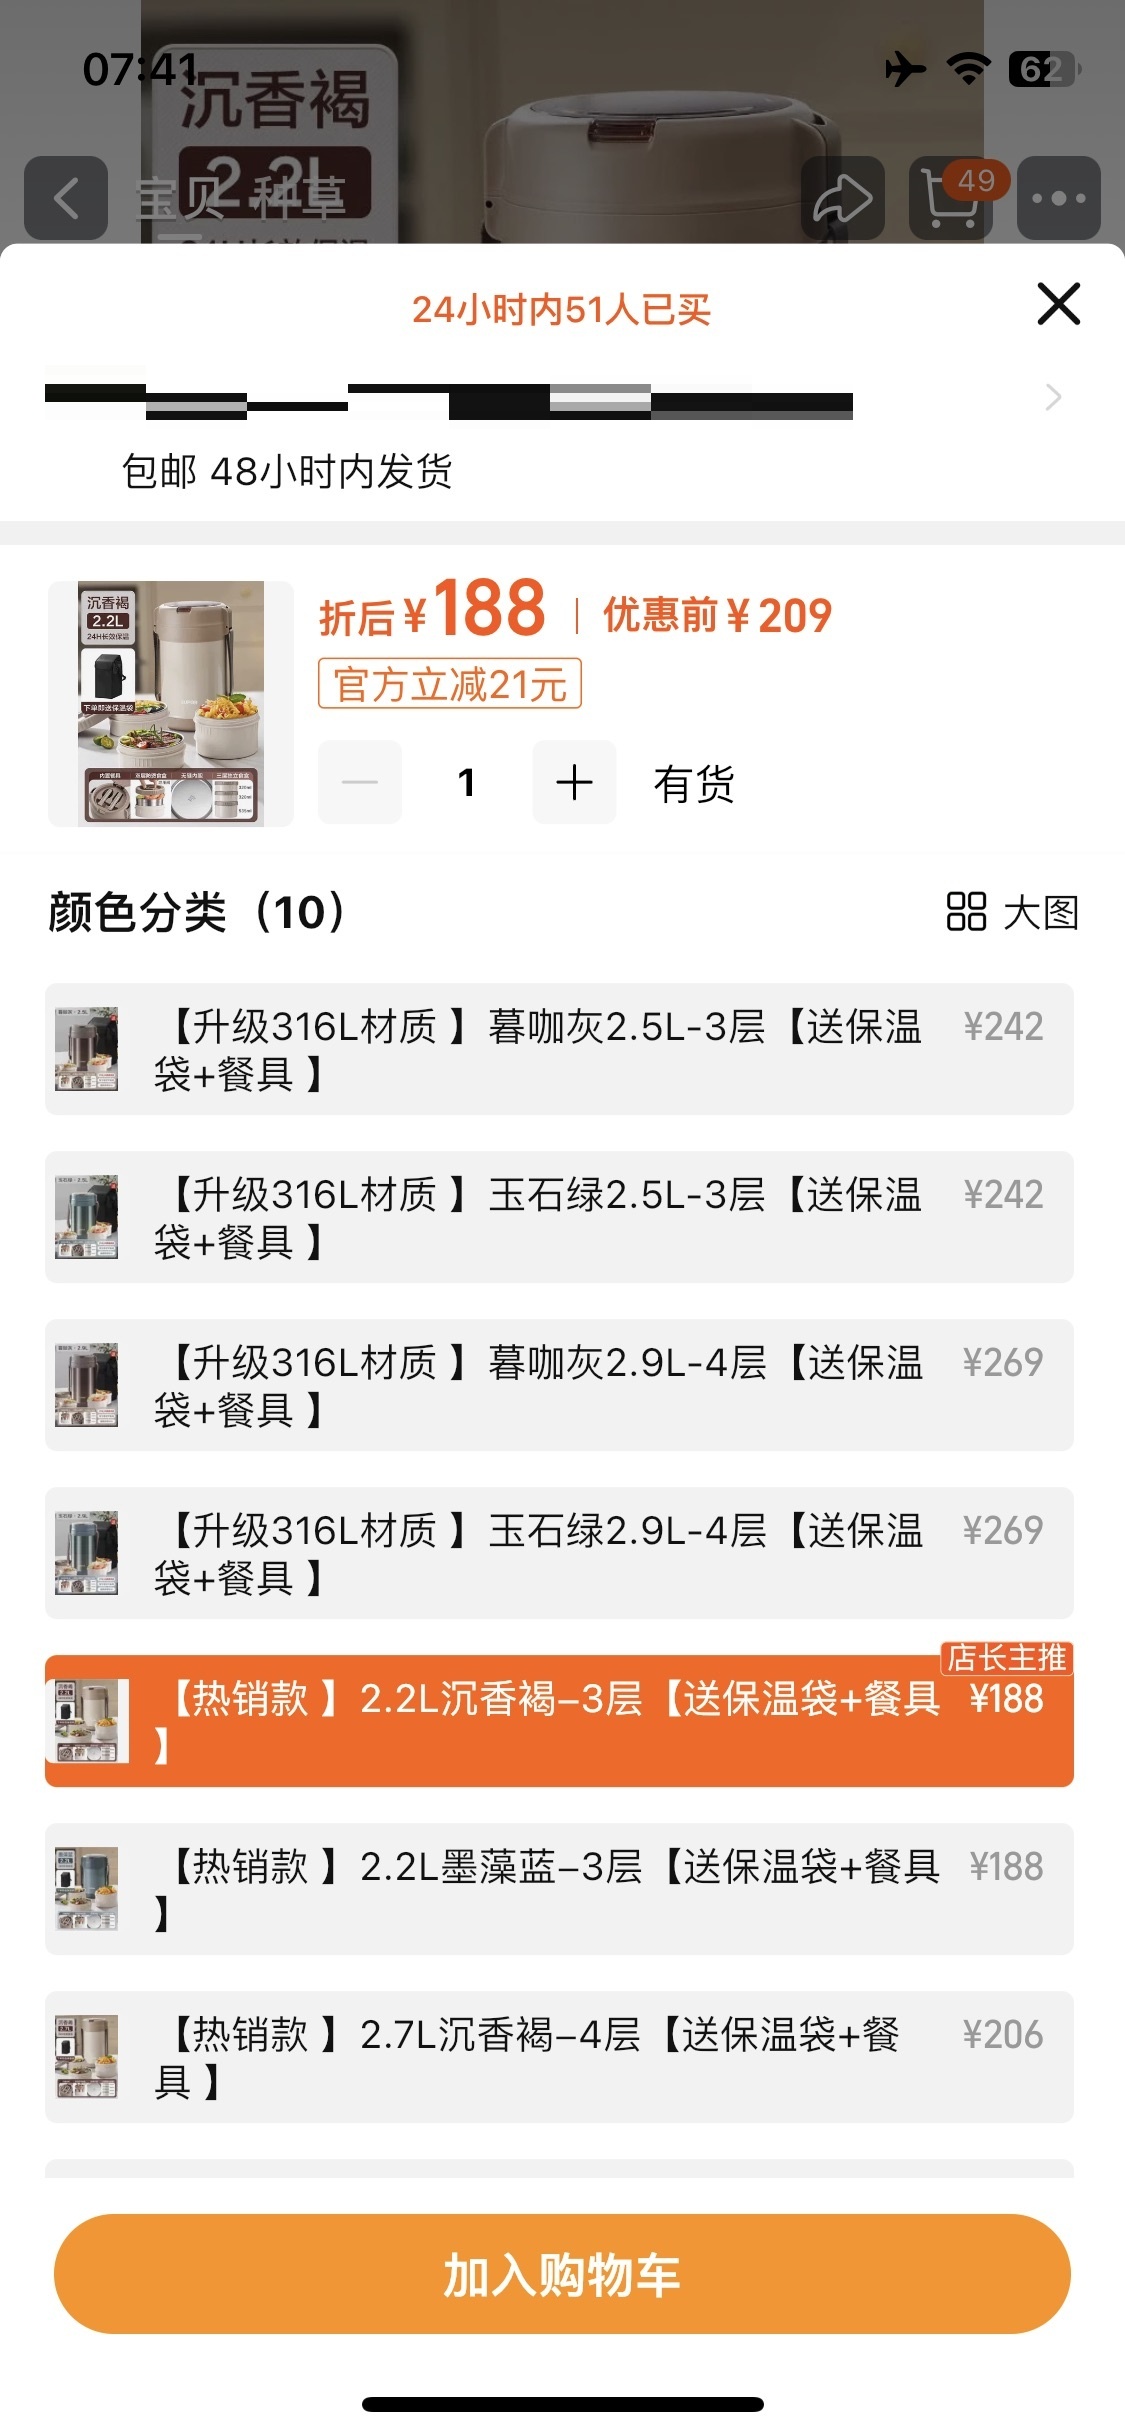 07:41
62
沉香褐
2.2L
宝贝 种草
49
24小时内51人已买
包邮 48小时内发货
沉香褐
2.2L
24H长效保温
下单即送保温袋
折后¥188 | 优惠前¥209
官方立减21元
1
有货
颜色分类（10）
大图
【升级316L材质 】暮咖灰2.5L-3层【送保温
袋+餐具 】
¥242
【升级316L材质 】玉石绿2.5L-3层【送保温
袋+餐具 】
¥242
【升级316L材质 】暮咖灰2.9L-4层【送保温
袋+餐具 】
¥269
【升级316L材质 】玉石绿2.9L-4层【送保温
袋+餐具 】
¥269
店长主推
【热销款 】2.2L沉香褐–3层【送保温袋+餐具
】
¥188
【热销款 】2.2L墨藻蓝–3层【送保温袋+餐具
】
¥188
【热销款 】2.7L沉香褐–4层【送保温袋+餐
具 】
¥206
加入购物车